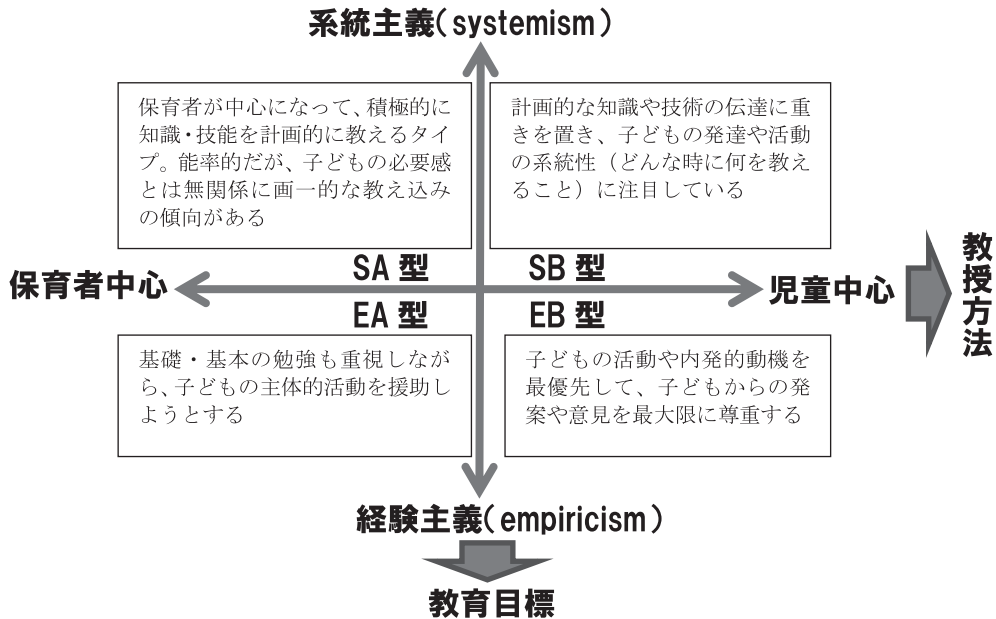 系統主義（systemism）
保育者が中心になって、積極的に
知識・技能を計画的に教えるタイ
プ。能率的だが、子どもの必要感
とは無関係に画一的な教え込み
の傾向がある
計画的な知識や技術の伝達に重
きを置き、子どもの発達や活動
の系統性（どんな時に何を教え
ること）に注目している
SA 型
SB 型
保育者中心
児童中心
教授方法
EA 型
EB 型
基礎・基本の勉強も重視しなが
ら、子どもの主体的活動を援助し
ようとする
子どもの活動や内発的動機を
最優先して、子どもからの発
案や意見を最大限に尊重する
経験主義（empiricism）
教育目標